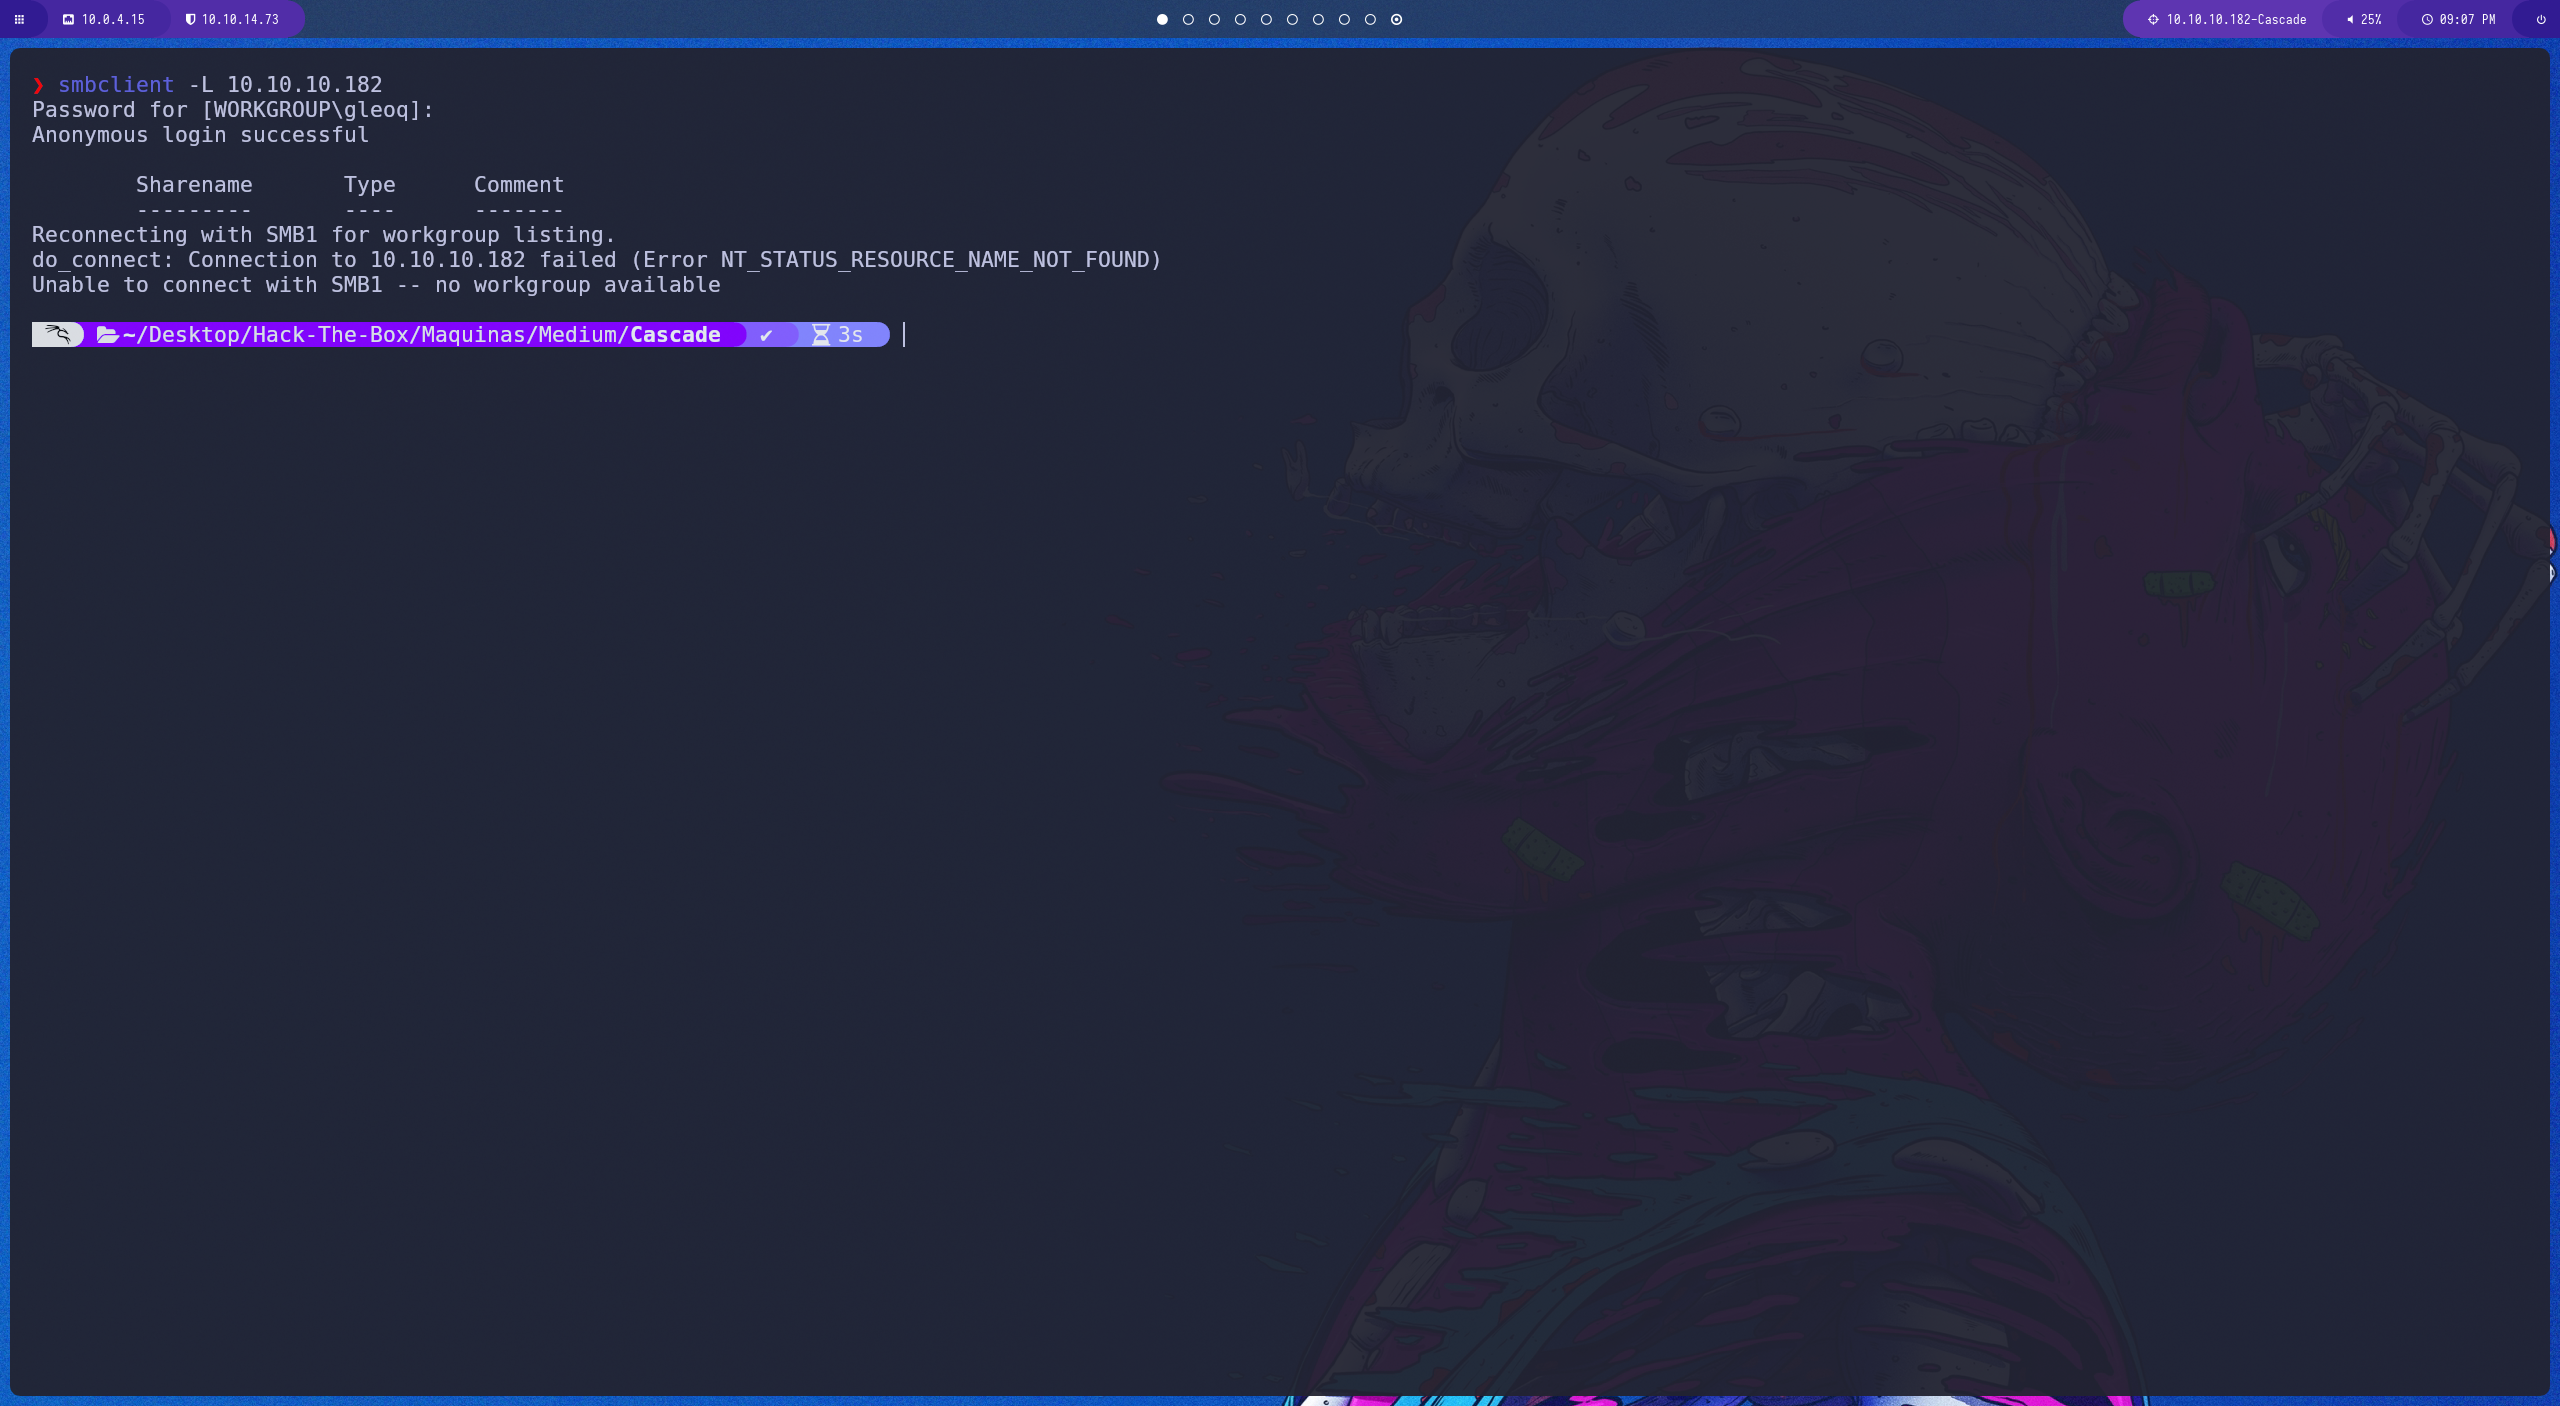 10.0.4.15 10.10.14.73 10.10.10.182-Cascade 25% 09:07 PM
❯ smbclient -L 10.10.10.182
Password for [WORKGROUP\gleoq]:
Anonymous login successful
Sharename Type Comment
--------- ---- -------
Reconnecting with SMB1 for workgroup listing.
do_connect: Connection to 10.10.10.182 failed (Error NT_STATUS_RESOURCE_NAME_NOT_FOUND)
Unable to connect with SMB1 -- no workgroup available
~/Desktop/Hack-The-Box/Maquinas/Medium/Cascade ✔ 3s